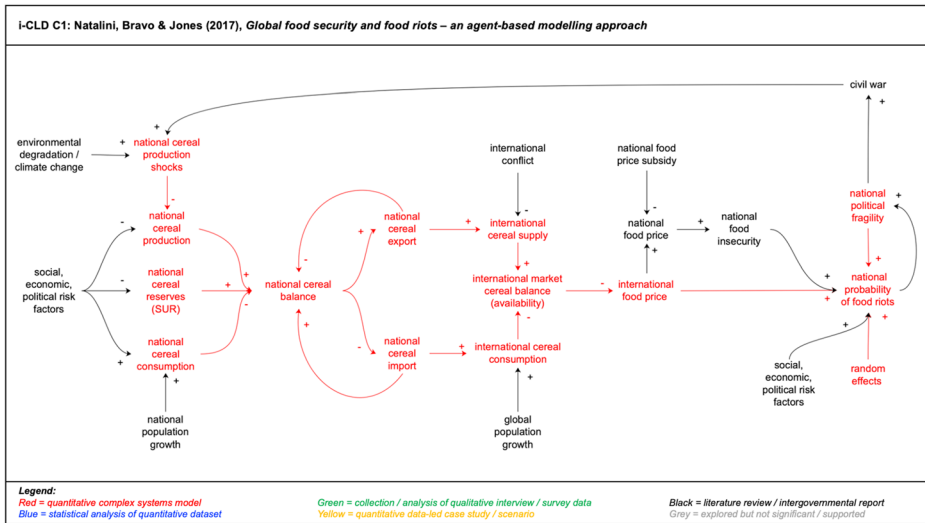 i-CLD C1: Natalini, Bravo & Jones (2017), Global food security and food riots – an agent-based modelling approach
civil war
+
+
environmental
degradation /
climate change
+
national cereal
production
shocks
international
conflict
national food
price subsidy
-
-
-
national
political
fragility
+
-
national
cereal
production
national
cereal
export
+
+
international
cereal supply
national
food price
+
national
food
insecurity
+
+
+
-
social,
economic,
political risk
factors
-
national
cereal
reserves
(SUR)
+
-
national cereal
balance
+
international market
cereal balance
(availability)
-
international
food price
+
+
national
probability
of food riots
+
-
-
+
national
cereal
consumption
+
national
cereal
import
+
international cereal
consumption
+
+
+
social,
economic,
political risk
factors
random
effects
national
population
growth
global
population
growth
Legend:
Red = quantitative complex systems model
Green = collection / analysis of qualitative interview / survey data
Black = literature review / intergovernmental report
Blue = statistical analysis of quantitative dataset
Yellow = quantitative data-led case study / scenario
Grey = explored but not significant / supported